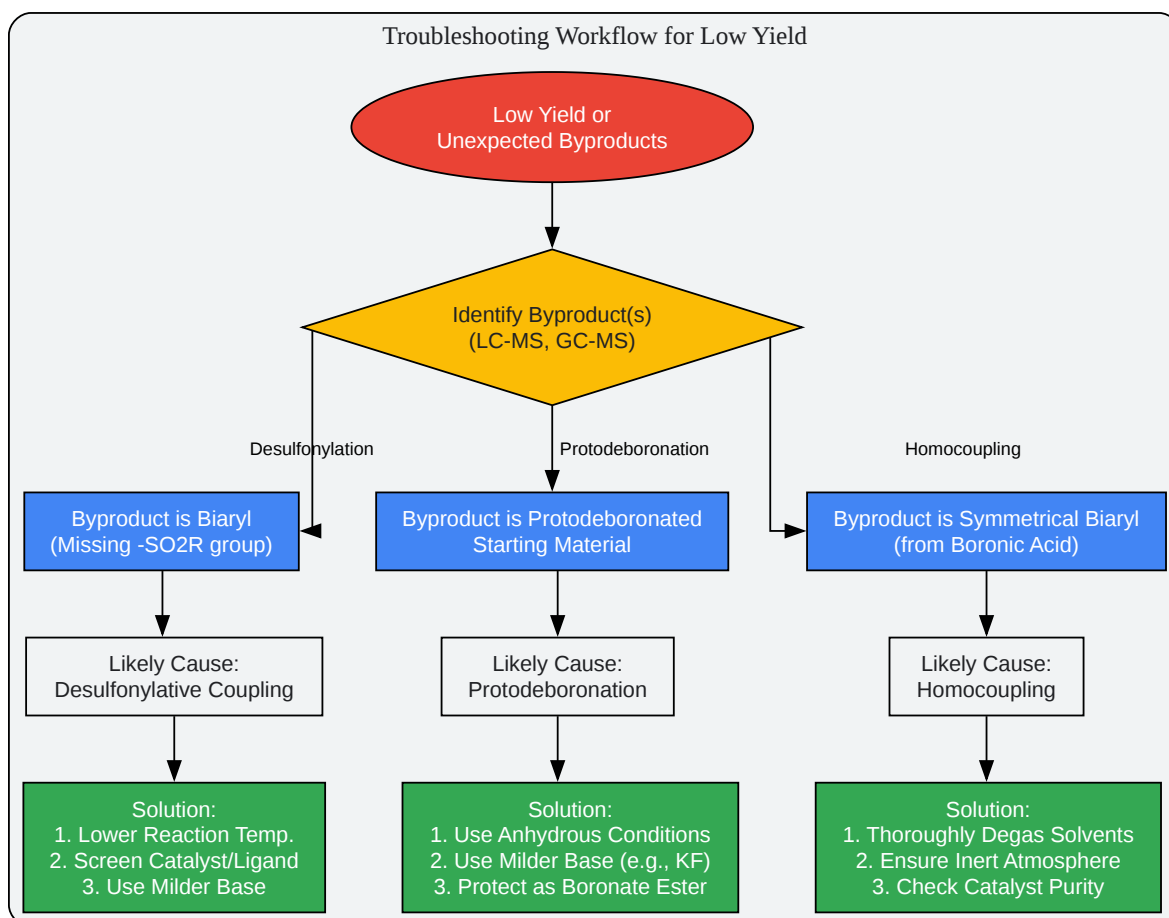 Troubleshooting Workflow for Low Yield
Low Yield or
Unexpected Byproducts
Identify Byproduct(s)
(LC-MS, GC-MS)
Desulfonylation
Protodeboronation
Homocoupling
Byproduct is Biaryl
(Missing -SO2R group)
Byproduct is Protodeboronated
Starting Material
Byproduct is Symmetrical Biaryl
(from Boronic Acid)
Likely Cause:
Desulfonylative Coupling
Likely Cause:
Protodeboronation
Likely Cause:
Homocoupling
Solution:
1. Lower Reaction Temp.
2. Screen Catalyst/Ligand
3. Use Milder Base
Solution:
1. Use Anhydrous Conditions
2. Use Milder Base (e.g., KF)
3. Protect as Boronate Ester
Solution:
1. Thoroughly Degas Solvents
2. Ensure Inert Atmosphere
3. Check Catalyst Purity